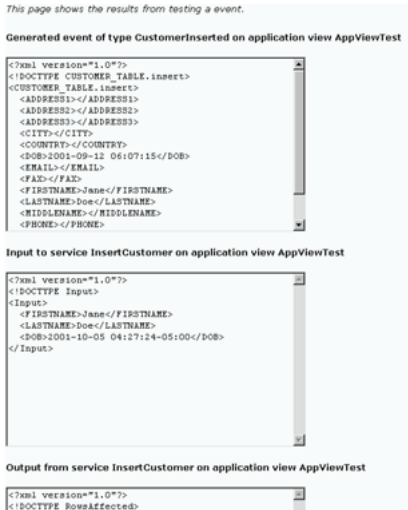 This page shows the results from testing a event.
Generated event of type CustomerInserted on application view AppViewTest
<?xml version="1.0"?>
<!DOCTYPE CUSTOMER_TABLE.insert>
<CUSTOMER_TABLE.insert>
<ADDRESS1></ADDRESS1>
<ADDRESS2></ADDRESS2>
<ADDRESS3></ADDRESS3>
<CITY></CITY>
<COUNTRY></COUNTRY>
<DOB>2001-09-12 06:07:15</DOB>
<EMAIL></EMAIL>
<FAX></FAX>
<FIRSTNAME>Jane</FIRSTNAME>
<LASTNAME>Doe</LASTNAME>
<MIDDLENAME></MIDDLENAME>
<PHONE></PHONE>
Input to service InsertCustomer on application view AppViewTest
<?xml version="1.0"?>
<!DOCTYPE Input>
<Input>
<FIRSTNAME>Jane</FIRSTNAME>
<LASTNAME>Doe</LASTNAME>
<DOB>2001-10-05 04:27:24-05:00</DOB>
</Input>
Output from service InsertCustomer on application view AppViewTest
<?xml version="1.0"?>
<!DOCTYPE RowsAffected>